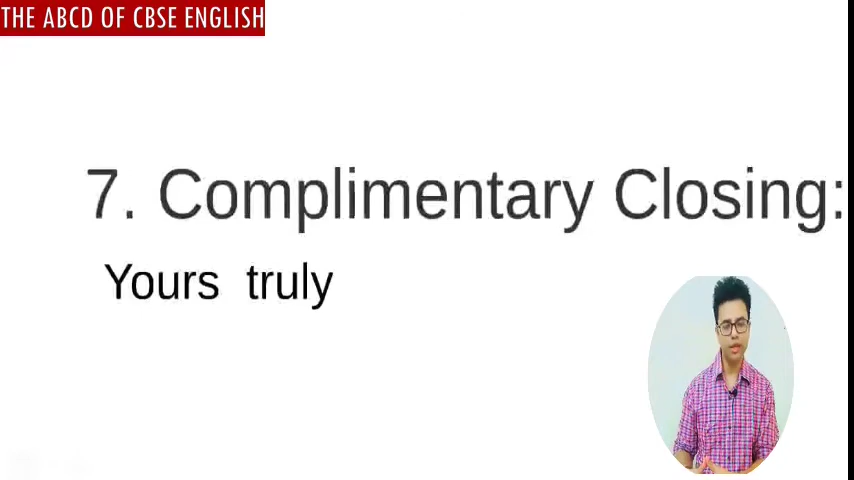 THE ABCD OF CBSE ENGLISH
7. Complimentary Closing:
Yours truly